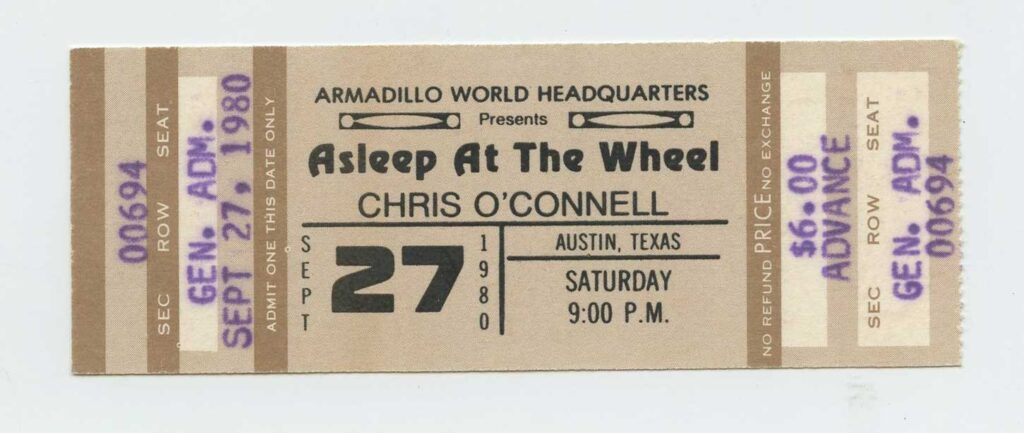 00694
SEC ROW SEAT
GEN. ADM.
SEPT 27, 1980
ADMIT ONE THIS DATE ONLY
ARMADILLO WORLD HEADQUARTERS
Presents
Asleep At The Wheel
CHRIS O'CONNELL
SEPT
27
1980
AUSTIN, TEXAS
SATURDAY
9:00 P.M.
NO REFUND PRICE NO EXCHANGE
$6.00
ADVANCE
SEC ROW SEAT
GEN. ADM.
00694